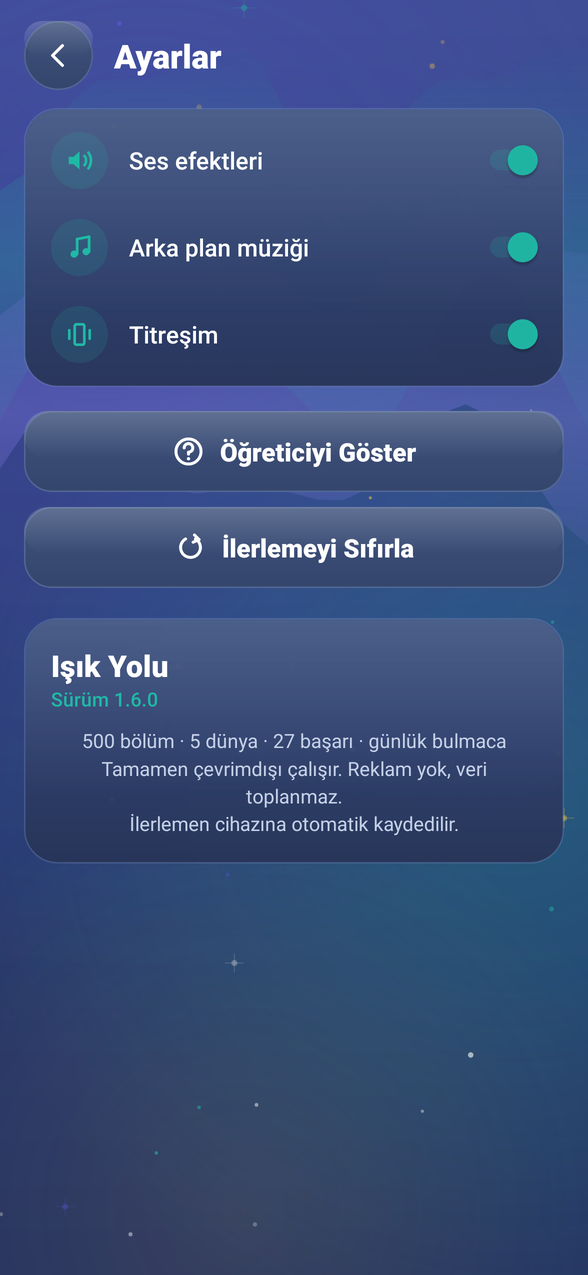 Ayarlar
Ses efektleri
Arka plan müziği
Titreşim
Öğreticiyi Göster
İlerlemeyi Sıfırla
Işık Yolu
Sürüm 1.6.0
500 bölüm · 5 dünya · 27 başarı · günlük bulmaca
Tamamen çevrimdışı çalışır. Reklam yok, veri
toplanmaz.
İlerlemen cihazına otomatik kaydedilir.